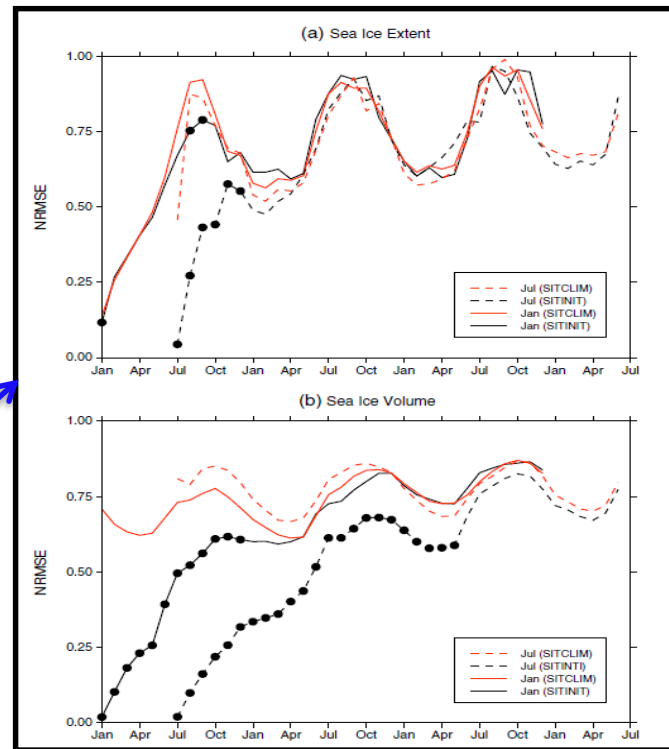 (a) Sea Ice Extent
1.00
0.75
0.50
0.25
0.00
NRMSE
Jul (SITCLIM)
Jul (SITINIT)
Jan (SITCLIM)
Jan (SITINIT)
Jan Apr Jul Oct Jan Apr Jul Oct Jan Apr Jul Oct Jan Apr Jul
(b) Sea Ice Volume
1.00
0.75
0.50
0.25
0.00
NRMSE
Jul (SITCLIM)
Jul (SITINTI)
Jan (SITCLIM)
Jan (SITINIT)
Jan Apr Jul Oct Jan Apr Jul Oct Jan Apr Jul Oct Jan Apr Jul